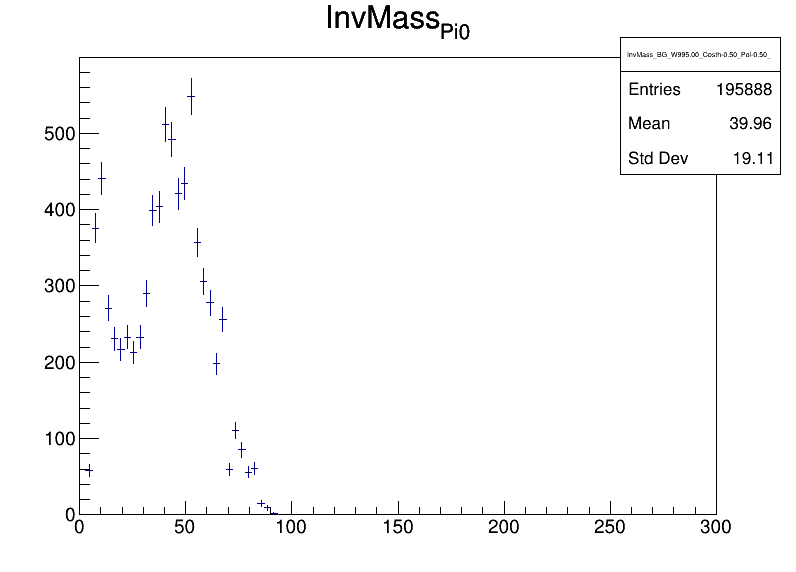 InvMass_Pi0
InvMass_BG_W995.00_Costh-0.50_Pol-0.50_
Entries 195888
Mean 39.96
Std Dev 19.11
500
400
300
200
100
0
0 50 100 150 200 250 300